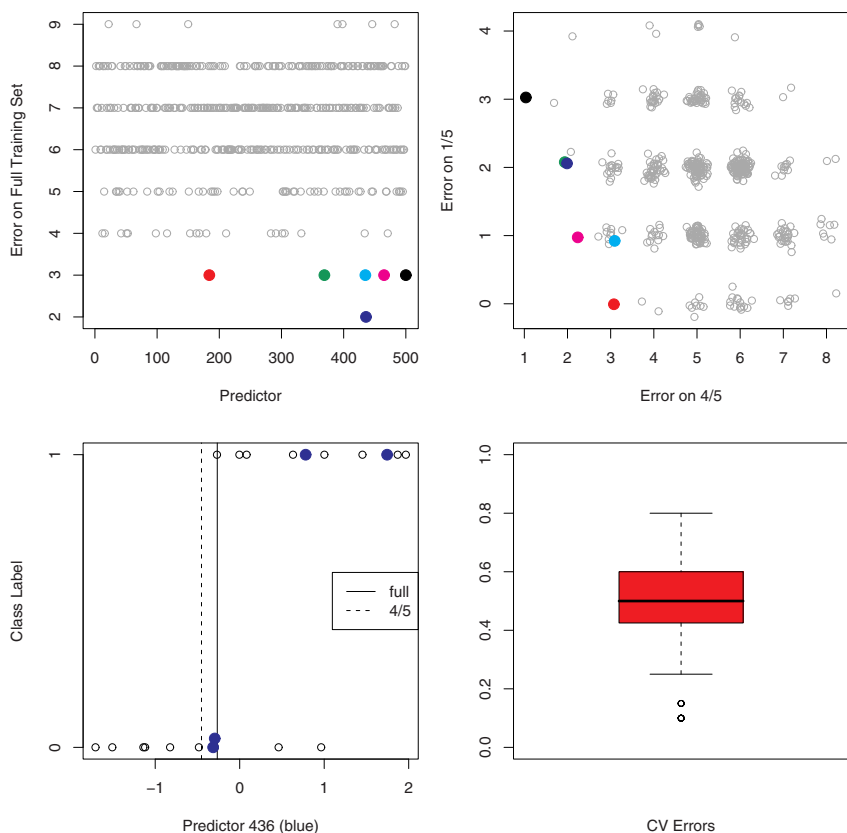 Error on Full Training Set
9
8
7
6
5
4
3
2
0 100 200 300 400 500
Predictor
Error on 1/5
4
3
2
1
0
1 2 3 4 5 6 7 8
Error on 4/5
Class Label
1
0
full
4/5
−1 0 1 2
Predictor 436 (blue)
1.0
0.8
0.6
0.4
0.2
0.0
CV Errors